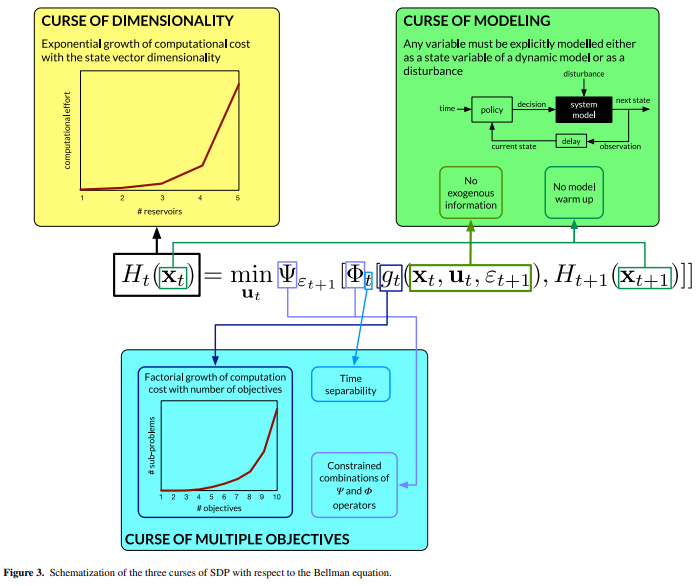 CURSE OF DIMENSIONALITY
Exponential growth of computational cost
with the state vector dimensionality
computational effort
1 2 3 4 5
# reservoirs
CURSE OF MODELING
Any variable must be explicitly modelled either
as a state variable of a dynamic model or as a
disturbance
disturbance
time
policy
decision
system
model
next state
current state
delay
observation
No
exogenous
information
No model
warm up
H_t(x_t) = min_{u_t} Ψ_{ε_{t+1}} [Φ_t[g_t(x_t, u_t, ε_{t+1}), H_{t+1}(x_{t+1})]]
Factorial growth of computation
cost with number of objectives
# sub-problems
1 2 3 4 5 6 7 8 9 10
# objectives
Time
separability
Constrained
combinations of
Ψ and Φ
operators
CURSE OF MULTIPLE OBJECTIVES
Figure 3. Schematization of the three curses of SDP with respect to the Bellman equation.